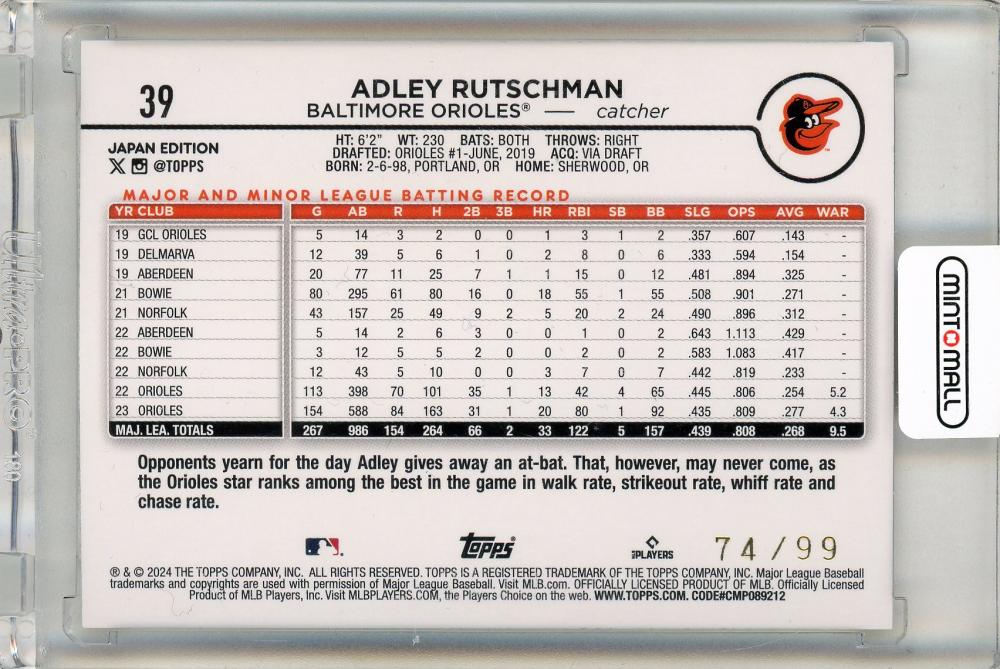 39
ADLEY RUTSCHMAN
BALTIMORE ORIOLES® — catcher
JAPAN EDITION
@TOPPS
HT: 6'2" WT: 230 BATS: BOTH THROWS: RIGHT
DRAFTED: ORIOLES #1-JUNE, 2019 ACQ: VIA DRAFT
BORN: 2-6-98, PORTLAND, OR HOME: SHERWOOD, OR
MAJOR AND MINOR LEAGUE BATTING RECORD
YR CLUB G AB R H 2B 3B HR RBI SB BB SLG OPS AVG WAR
19 GCL ORIOLES 5 14 3 2 0 0 1 3 1 2 .357 .607 .143 -
19 DELMARVA 12 39 5 6 1 0 2 8 0 6 .333 .594 .154 -
19 ABERDEEN 20 77 11 25 7 1 1 15 0 12 .481 .894 .325 -
21 BOWIE 80 295 61 80 16 0 18 55 1 55 .508 .901 .271 -
21 NORFOLK 43 157 25 49 9 2 5 20 2 24 .490 .896 .312 -
22 ABERDEEN 5 14 2 6 3 0 0 1 0 2 .643 1.113 .429 -
22 BOWIE 3 12 5 5 2 0 0 2 0 2 .583 1.083 .417 -
22 NORFOLK 12 43 5 10 0 0 3 7 0 7 .442 .819 .233 -
22 ORIOLES 113 398 70 101 35 1 13 42 4 65 .445 .806 .254 5.2
23 ORIOLES 154 588 84 163 31 1 20 80 1 92 .435 .809 .277 4.3
MAJ. LEA. TOTALS 267 986 154 264 66 2 33 122 5 157 .439 .808 .268 9.5
Opponents yearn for the day Adley gives away an at-bat. That, however, may never come, as
the Orioles star ranks among the best in the game in walk rate, strikeout rate, whiff rate and
chase rate.
topps
PLAYERS
74/99
® & © 2024 THE TOPPS COMPANY, INC. ALL RIGHTS RESERVED. TOPPS IS A REGISTERED TRADEMARK OF THE TOPPS COMPANY, INC. Major League Baseball
trademarks and copyrights are used with permission of Major League Baseball. Visit MLB.com. OFFICIALLY LICENSED PRODUCT OF MLB. Officially Licensed
Product of MLB Players, Inc. Visit MLBPLAYERS.COM, the Players Choice on the web. WWW.TOPPS.COM. CODE#CMP089212
MINTMALL